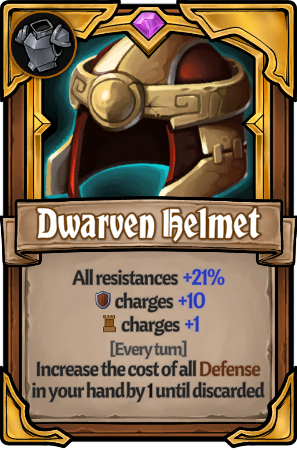 Dwarven Helmet
All resistances +21%
charges +10
charges +1
[Every turn]
Increase the cost of all Defense
in your hand by 1 until discarded